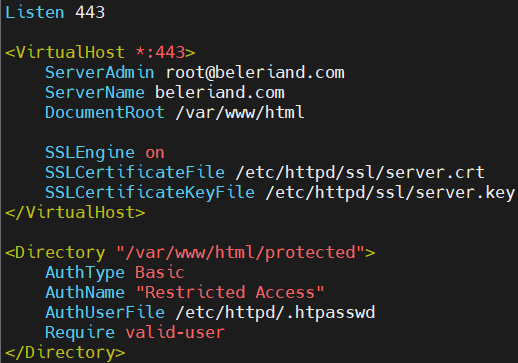 Listen 443
<VirtualHost *:443>
ServerAdmin root@beleriand.com
ServerName beleriand.com
DocumentRoot /var/www/html
SSLEngine on
SSLCertificateFile /etc/httpd/ssl/server.crt
SSLCertificateKeyFile /etc/httpd/ssl/server.key
</VirtualHost>
<Directory "/var/www/html/protected">
AuthType Basic
AuthName "Restricted Access"
AuthUserFile /etc/httpd/.htpasswd
Require valid-user
</Directory>